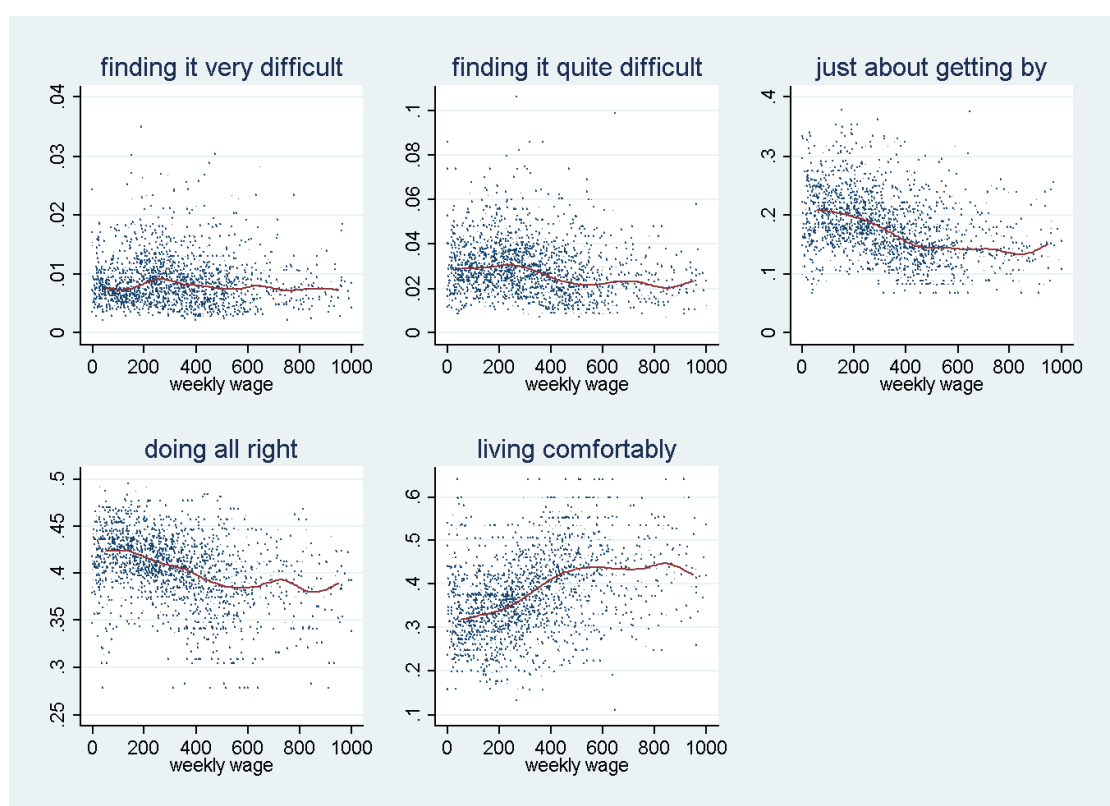 finding it very difficult
.04
.03
.02
.01
0
0 200 400 600 800 1000
weekly wage
finding it quite difficult
.1
.08
.06
.04
.02
0
0 200 400 600 800 1000
weekly wage
just about getting by
.4
.3
.2
.1
0
0 200 400 600 800 1000
weekly wage
doing all right
.5
.45
.4
.35
.3
.25
0 200 400 600 800 1000
weekly wage
living comfortably
.6
.5
.4
.3
.2
.1
0 200 400 600 800 1000
weekly wage